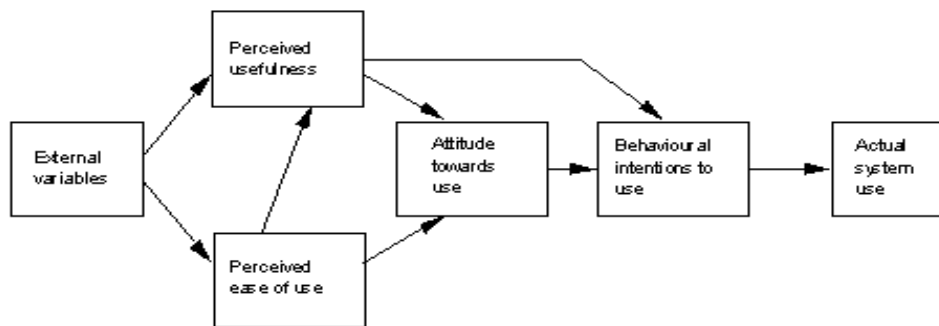 Perceived
usefulness
External
variables
Attitude
towards
use
Behavioural
intentions to
use
Actual
system
use
Perceived
ease of use